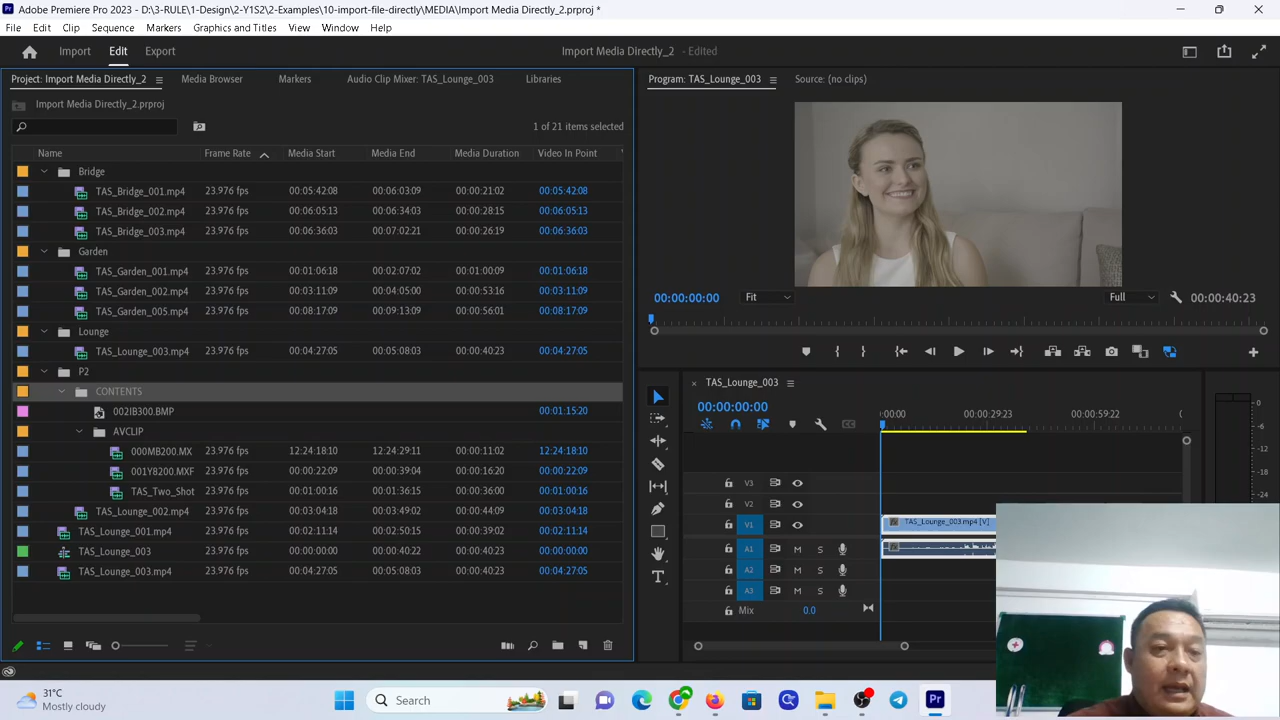 Adobe Premiere Pro 2023 - D:\3-RULE\1-Design\2-Y1S2\2-Examples\10-import-file-directly\MEDIA\Import Media Directly_2.prproj *
File Edit Clip Sequence Markers Graphics and Titles View Window Help
Import Edit Export Import Media Directly_2 - Edited
Project: Import Media Directly_2 Media Browser Markers Audio Clip Mixer: TAS_Lounge_003 Libraries
Import Media Directly_2.prproj
1 of 21 items selected
Name Frame Rate Media Start Media End Media Duration Video In Point
Bridge
TAS_Bridge_001.mp4 23.976 fps 00:05:42:08 00:06:03:09 00:00:21:02 00:05:42:08
TAS_Bridge_002.mp4 23.976 fps 00:06:05:13 00:06:34:03 00:00:28:15 00:06:05:13
TAS_Bridge_003.mp4 23.976 fps 00:06:36:03 00:07:02:21 00:00:26:19 00:06:36:03
Garden
TAS_Garden_001.mp4 23.976 fps 00:01:06:18 00:02:07:02 00:01:00:09 00:01:06:18
TAS_Garden_002.mp4 23.976 fps 00:03:11:09 00:04:05:00 00:00:53:16 00:03:11:09
TAS_Garden_005.mp4 23.976 fps 00:08:17:09 00:09:13:09 00:00:56:01 00:08:17:09
Lounge
TAS_Lounge_003.mp4 23.976 fps 00:04:27:05 00:05:08:03 00:00:40:23 00:04:27:05
P2
CONTENTS
002IB300.BMP 00:01:15:20
AVCLIP
000MB200.MX 23.976 fps 12:24:18:10 12:24:29:11 00:00:11:02 12:24:18:10
001Y8200.MXF 23.976 fps 00:00:22:09 00:00:39:04 00:00:16:20 00:00:22:09
TAS_Two_Shot 23.976 fps 00:01:00:16 00:01:36:15 00:00:36:00 00:01:00:16
TAS_Lounge_002.mp4 23.976 fps 00:03:04:18 00:03:49:02 00:00:44:09 00:03:04:18
TAS_Lounge_001.mp4 23.976 fps 00:02:11:14 00:02:50:15 00:00:39:02 00:02:11:14
TAS_Lounge_003 23.976 fps 00:00:00:00 00:00:40:22 00:00:40:23 00:00:00:00
TAS_Lounge_003.mp4 23.976 fps 00:04:27:05 00:05:08:03 00:00:40:23 00:04:27:05
Program: TAS_Lounge_003 Source: (no clips)
00:00:00:00 Fit Full 00:00:40:23
× TAS_Lounge_003
00:00:00:00
:00:00 00:00:29:23 00:00:59:22
V3
V2
V1 TAS_Lounge_003.mp4 [V]
A1 M S
A2 M S
A3 M S
Mix 0.0
0
-6
-12
-18
-24
31°C
Mostly cloudy
Search
Pr